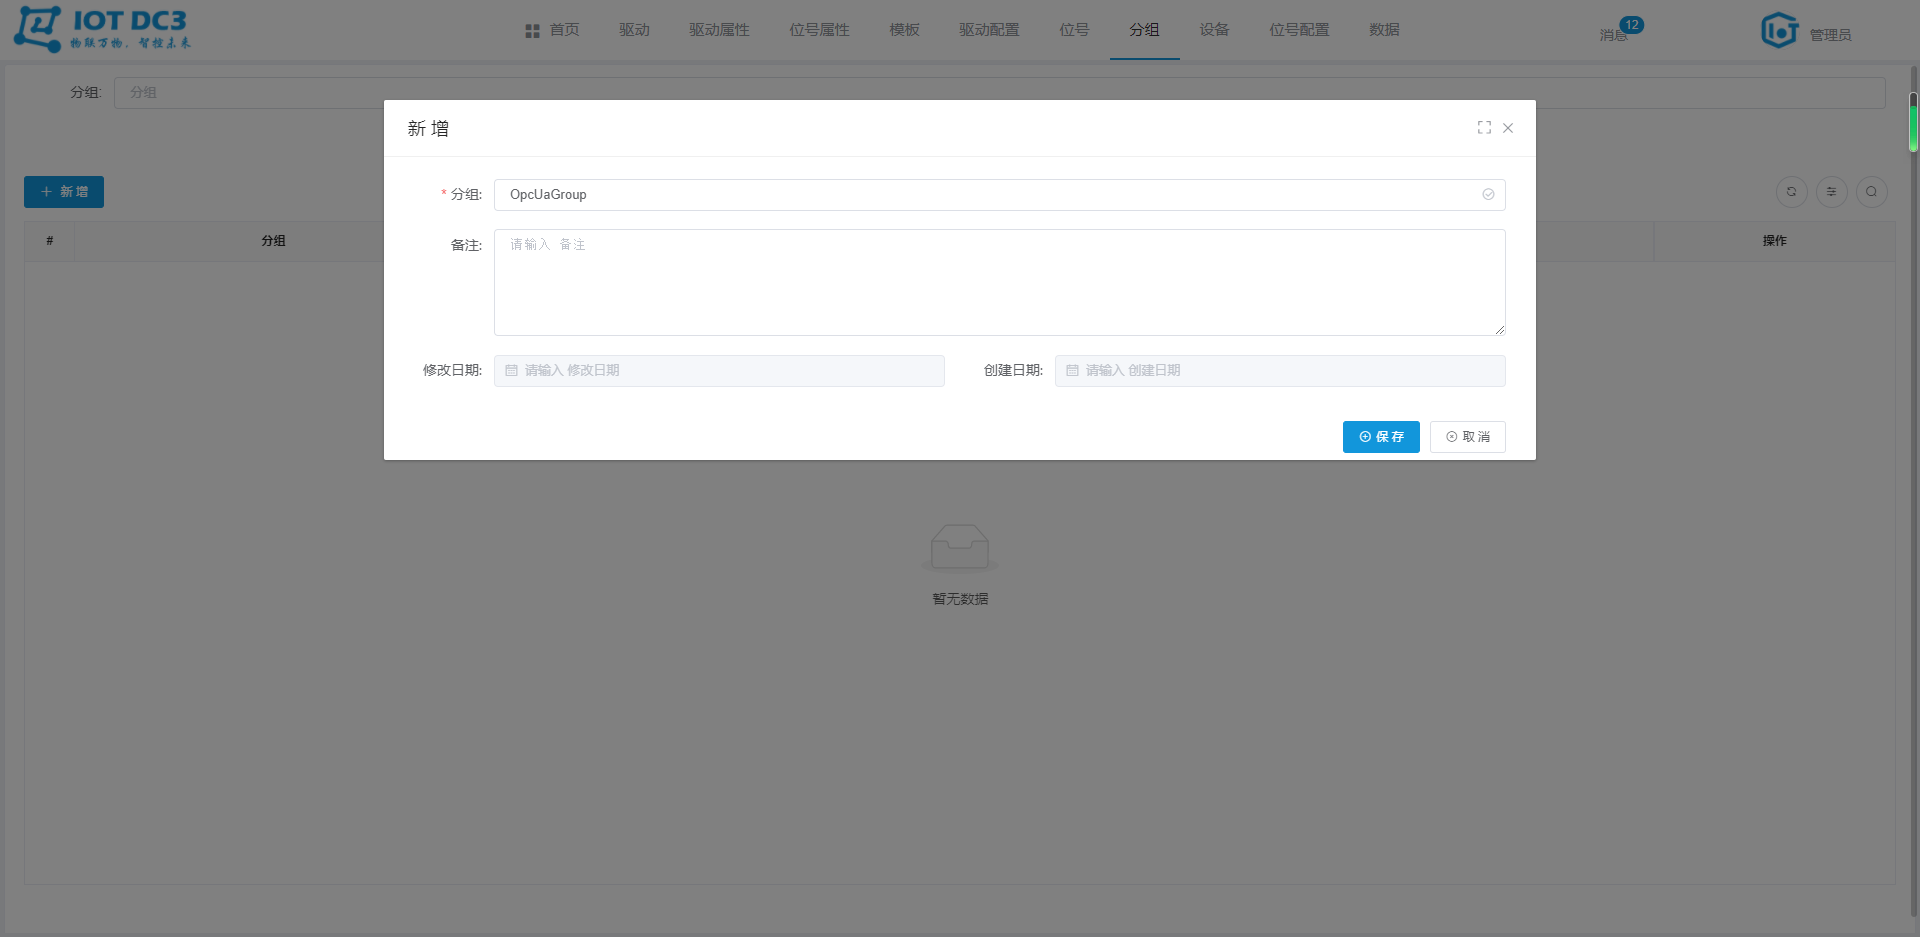 IOT DC3
物联万物，智控未来
首页 驱动 驱动属性 位号属性 模板 驱动配置 位号 分组 设备 位号配置 数据
消息 12
管理员
分组: 分组
新 增
* 分组: OpcUaGroup
备注: 请输入 备注
修改日期: 请输入 修改日期 创建日期: 请输入 创建日期
保 存 取 消
新 增
# 分组 操作
暂无数据